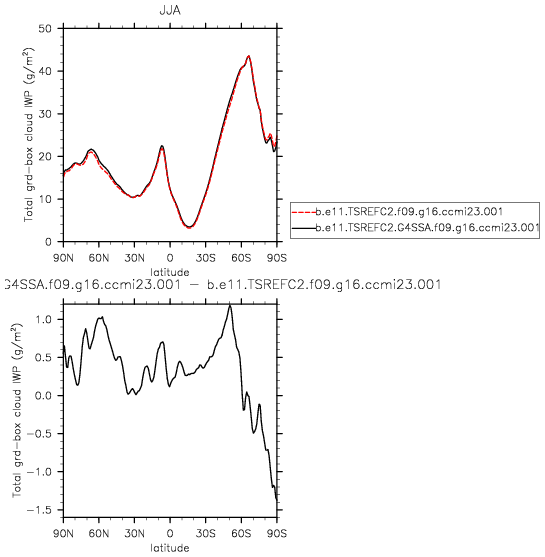 JJA
Total grd-box cloud IWP (g/m²)
50
40
30
20
10
0
90N 60N 30N 0 30S 60S 90S
latitude
b.e11.TSREFC2.f09.g16.ccmi23.001
b.e11.TSREFC2.G4SSA.f09.g16.ccmi23.001
G4SSA.f09.g16.ccmi23.001 - b.e11.TSREFC2.f09.g16.ccmi23.001
Total grd-box cloud IWP (g/m²)
1.0
0.5
0.0
-0.5
-1.0
-1.5
90N 60N 30N 0 30S 60S 90S
latitude